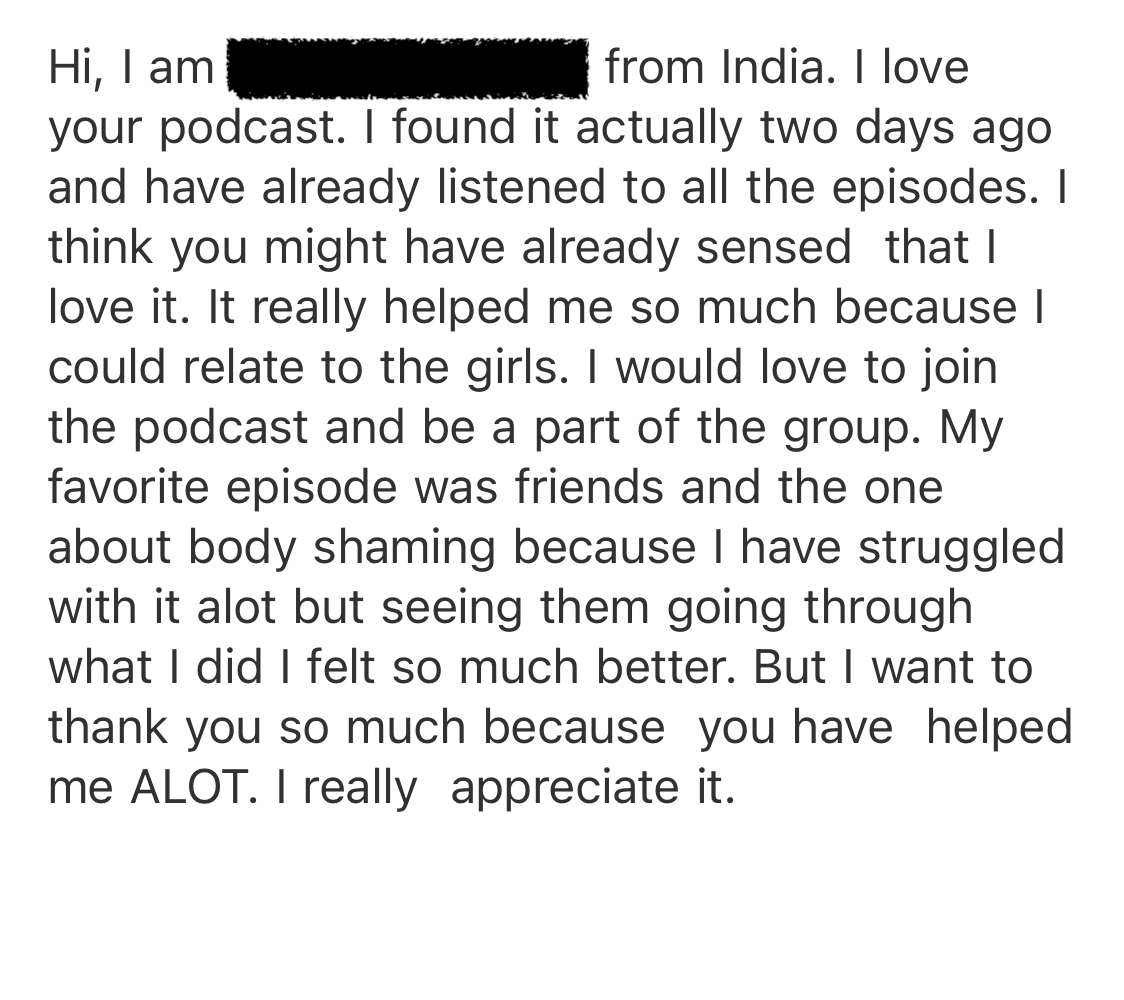 Hi, I am from India. I love
your podcast. I found it actually two days ago
and have already listened to all the episodes. I
think you might have already sensed  that I
love it. It really helped me so much because I
could relate to the girls. I would love to join
the podcast and be a part of the group. My
favorite episode was friends and the one
about body shaming because I have struggled
with it alot but seeing them going through
what I did I felt so much better. But I want to
thank you so much because  you have  helped
me ALOT. I really  appreciate it.